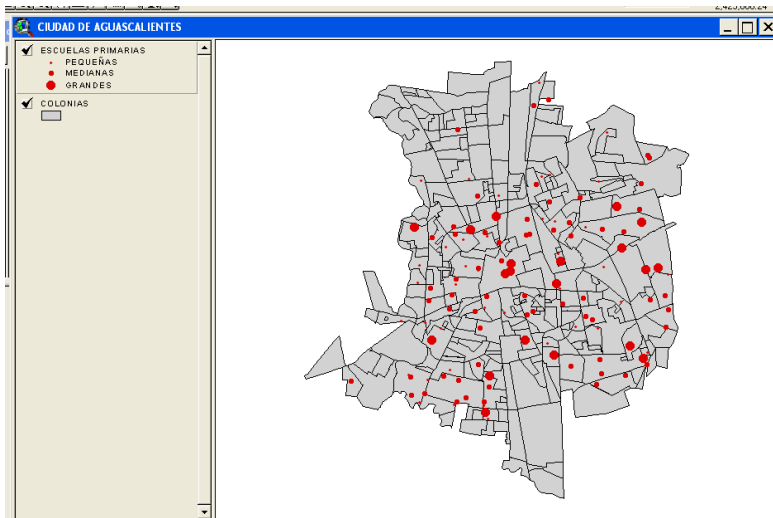 CIUDAD DE AGUASCALIENTES
ESCUELAS PRIMARIAS
PEQUEÑAS
MEDIANAS
GRANDES
COLONIAS